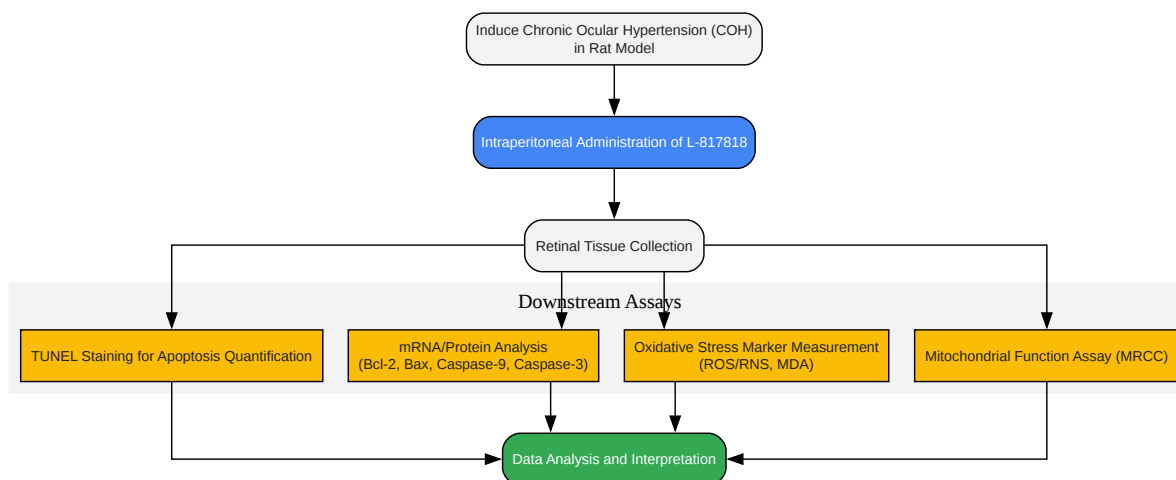 Induce Chronic Ocular Hypertension (COH)
in Rat Model
Intraperitoneal Administration of L-817818
Retinal Tissue Collection
Downstream Assays
TUNEL Staining for Apoptosis Quantification
mRNA/Protein Analysis
(Bcl-2, Bax, Caspase-9, Caspase-3)
Oxidative Stress Marker Measurement
(ROS/RNS, MDA)
Mitochondrial Function Assay (MRCC)
Data Analysis and Interpretation